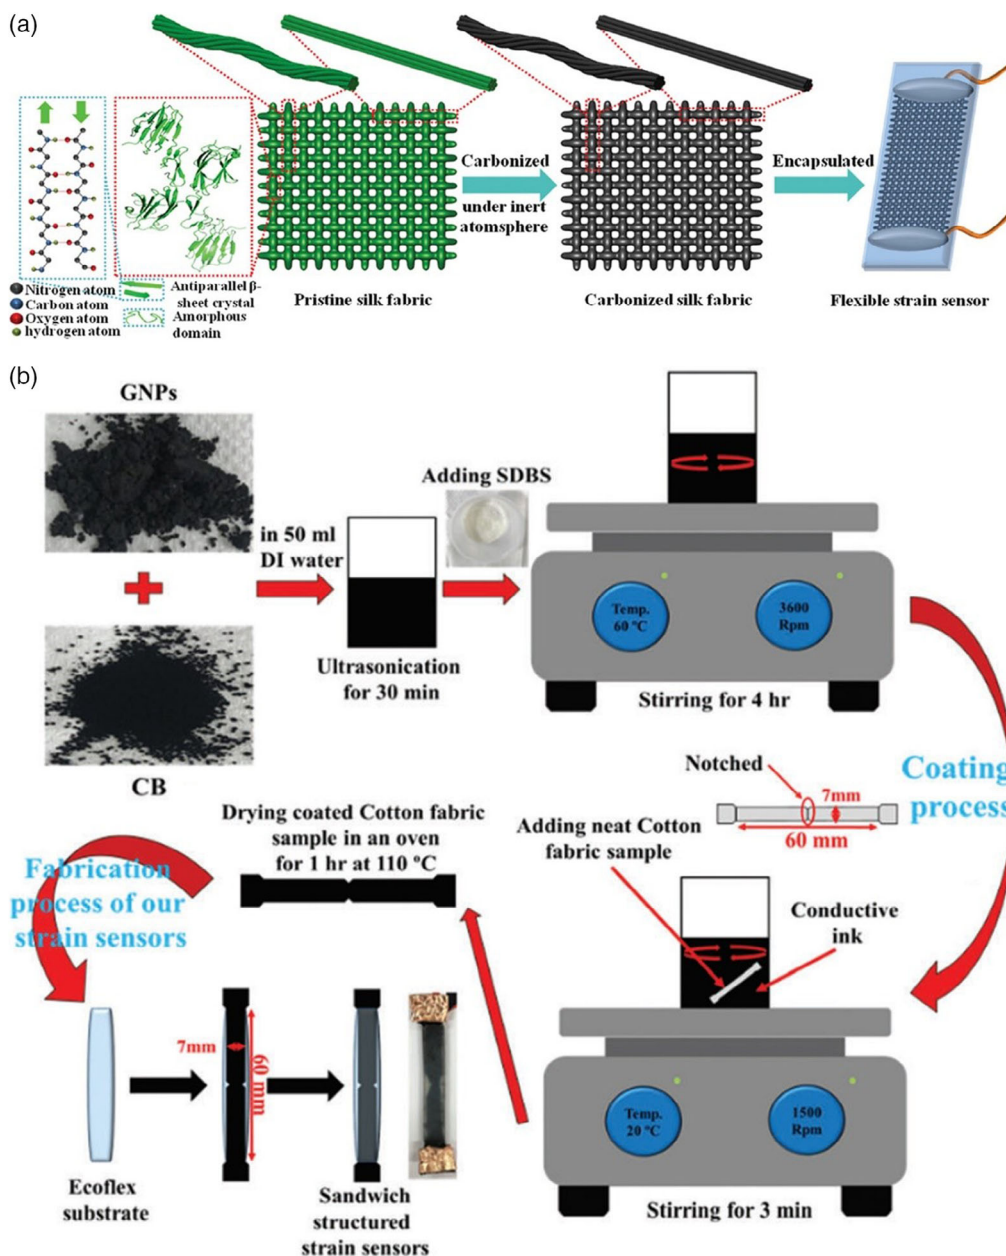 (a)
Carbonized
under inert
atomsphere
Encapsulated
Nitrogen atom
Carbon atom
Oxygen atom
hydrogen atom
Antiparallel β-
sheet crystal
Amorphous
domain
Pristine silk fabric
Carbonized silk fabric
Flexible strain sensor
(b)
GNPs
CB
in 50 ml
DI water
Ultrasonication
for 30 min
Adding SDBS
Temp.
60 ºC
3600
Rpm
Stirring for 4 hr
Coating
process
Notched
7mm
60 mm
Adding neat Cotton
fabric sample
Conductive
ink
Temp.
20 ºC
1500
Rpm
Stirring for 3 min
Drying coated Cotton fabric
sample in an oven
for 1 hr at 110 ºC
Fabrication
process of our
strain sensors
Ecoflex
substrate
7mm
60 mm
Sandwich
structured
strain sensors